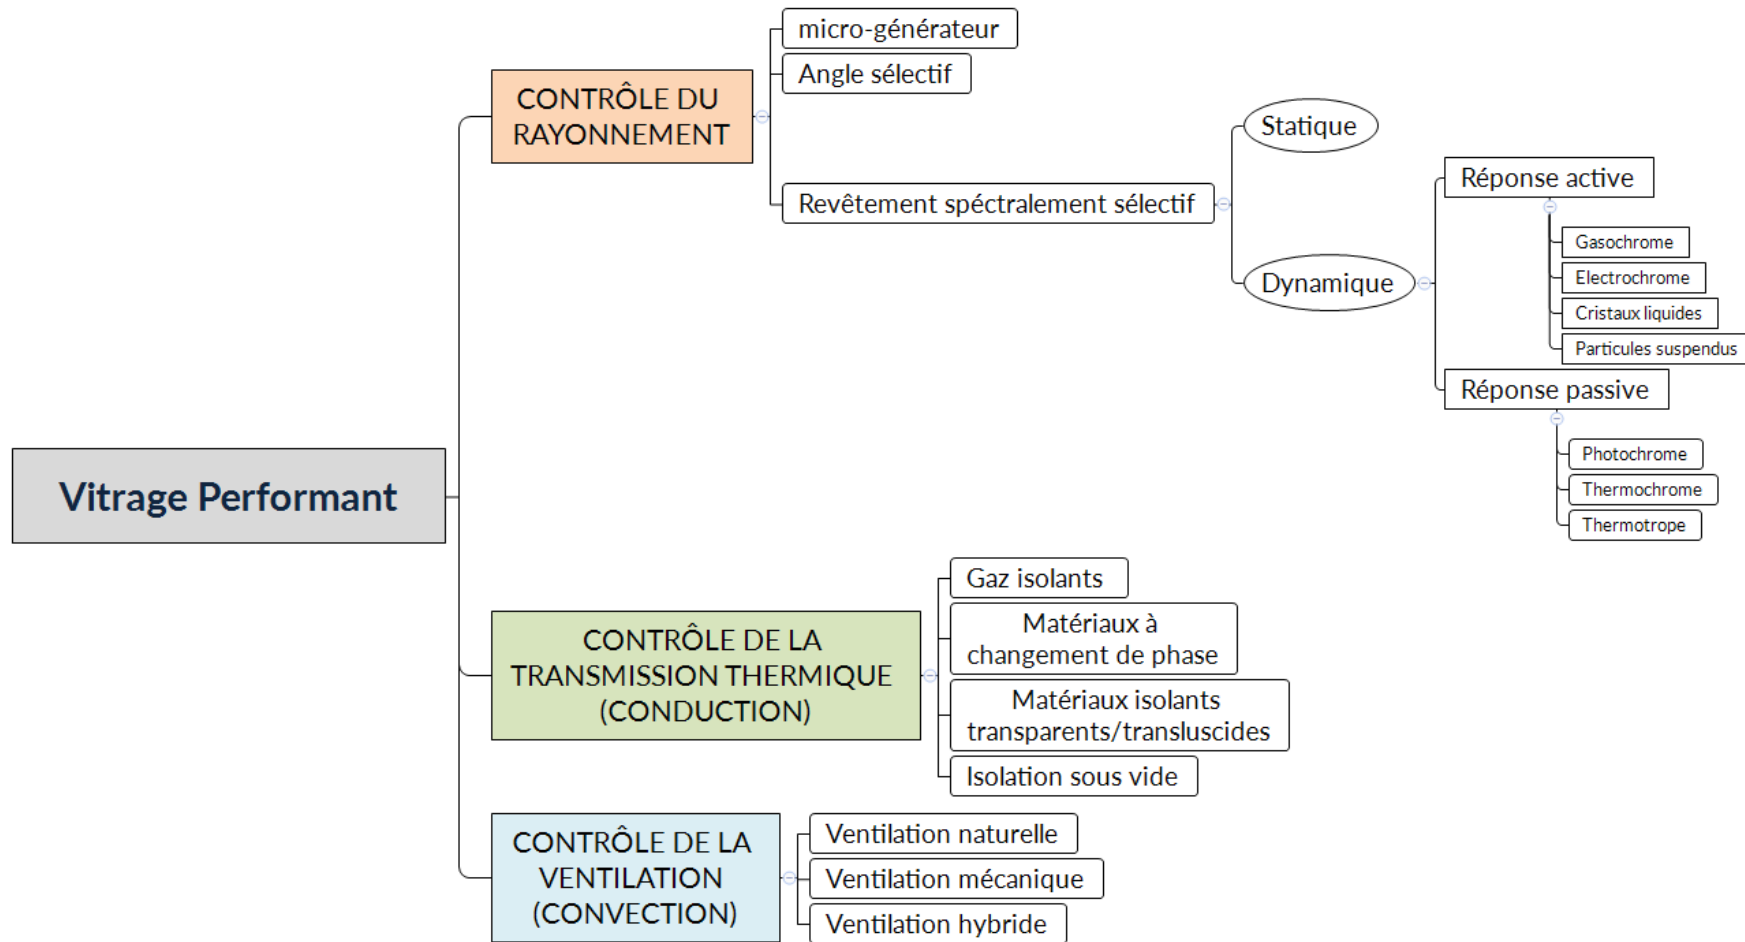 micro-générateur
Angle sélectif
CONTRÔLE DU
RAYONNEMENT
Revêtement spéctralement sélectif
Statique
Dynamique
Réponse active
Gasochrome
Electrochrome
Cristaux liquides
Particules suspendus
Réponse passive
Photochrome
Thermochrome
Thermotrope
Vitrage Performant
CONTRÔLE DE LA
TRANSMISSION THERMIQUE
(CONDUCTION)
Gaz isolants
Matériaux à
changement de phase
Matériaux isolants
transparents/transluscides
Isolation sous vide
CONTRÔLE DE LA
VENTILATION
(CONVECTION)
Ventilation naturelle
Ventilation mécanique
Ventilation hybride